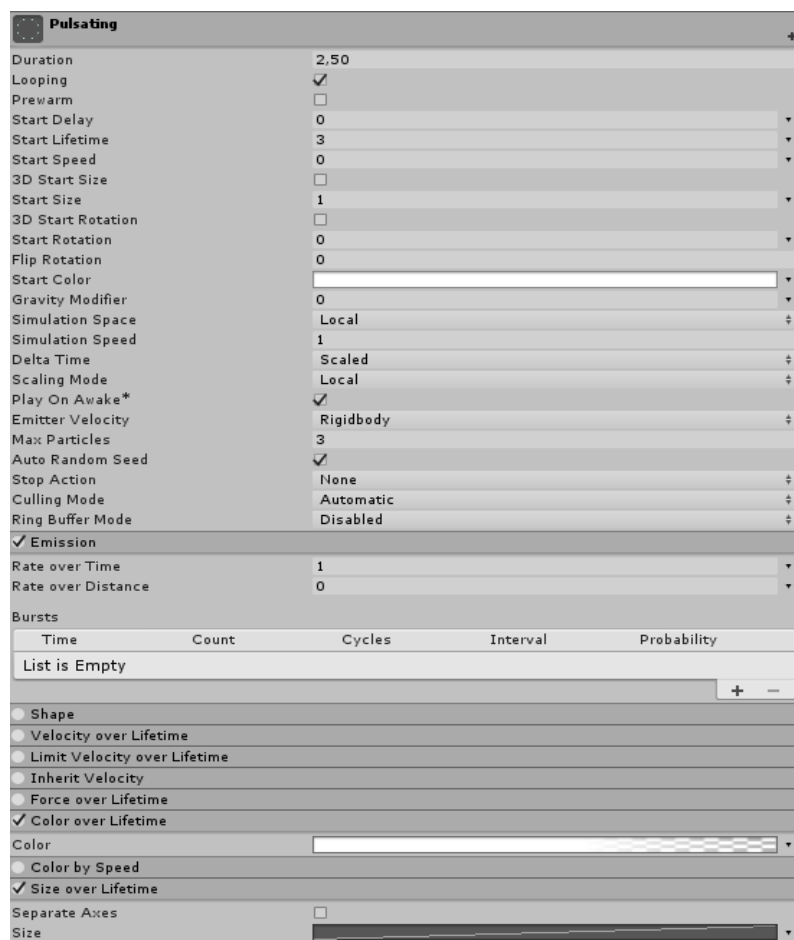 Pulsating
Duration 2,50
Looping
Prewarm
Start Delay 0
Start Lifetime 3
Start Speed 0
3D Start Size
Start Size 1
3D Start Rotation
Start Rotation 0
Flip Rotation 0
Start Color
Gravity Modifier 0
Simulation Space Local
Simulation Speed 1
Delta Time Scaled
Scaling Mode Local
Play On Awake*
Emitter Velocity Rigidbody
Max Particles 3
Auto Random Seed
Stop Action None
Culling Mode Automatic
Ring Buffer Mode Disabled
Emission
Rate over Time 1
Rate over Distance 0
Bursts
Time Count Cycles Interval Probability
List is Empty
Shape
Velocity over Lifetime
Limit Velocity over Lifetime
Inherit Velocity
Force over Lifetime
Color over Lifetime
Color
Color by Speed
Size over Lifetime
Separate Axes
Size